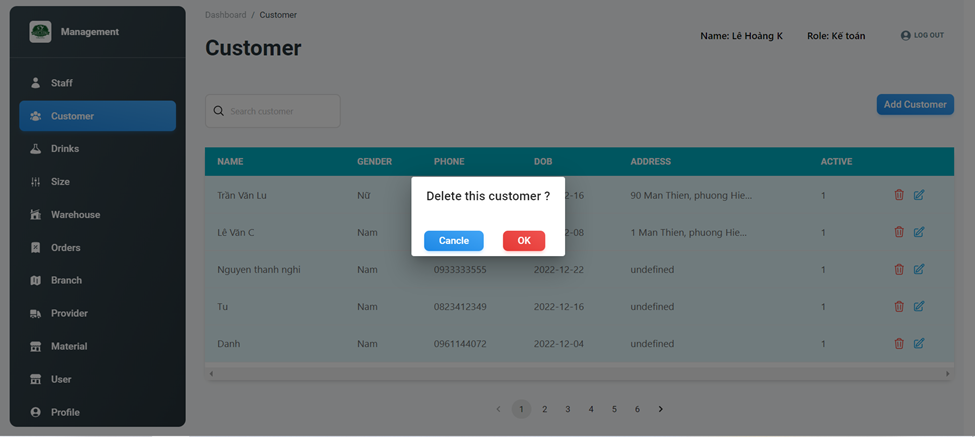 Dashboard / Customer
Management
Customer
Name: Lê Hoàng K Role: Kế toán LOG OUT
Staff
Customer
Drinks
Size
Warehouse
Orders
Branch
Provider
Material
User
Profile
Search customer
Add Customer
NAME GENDER PHONE DOB ADDRESS ACTIVE
Trần Văn Lu Nữ -12-16 90 Man Thien, phuong Hie... 1
Lê Văn C Nam -08 1 Man Thien, phuong Hie... 1
Nguyen thanh nghi Nam 0933333555 2022-12-22 undefined 1
Tu Nam 0823412349 2022-12-16 undefined 1
Danh Nam 0961144072 2022-12-04 undefined 1
Delete this customer ?
Cancle OK
1 2 3 4 5 6